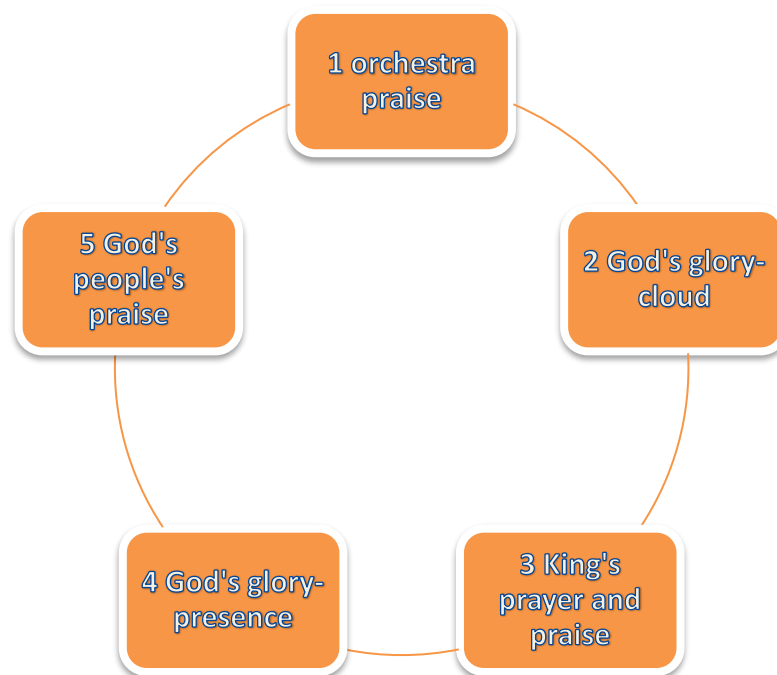 1 orchestra
praise
2 God's glory-
cloud
3 King's
prayer and
praise
4 God's glory-
presence
5 God's
people's
praise